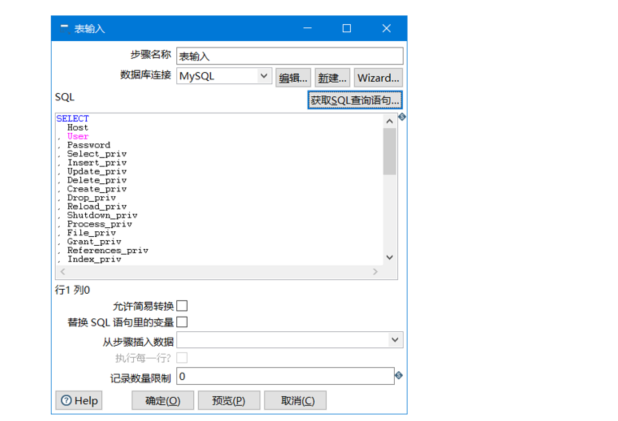 表输入
步骤名称 表输入
数据库连接 MySQL 编辑... 新建... Wizard...
SQL 获取SQL查询语句...
SELECT
  Host
, User
, Password
, Select_priv
, Insert_priv
, Update_priv
, Delete_priv
, Create_priv
, Drop_priv
, Reload_priv
, Shutdown_priv
, Process_priv
, File_priv
, Grant_priv
, References_priv
, Index_priv
行1 列0
允许简易转换
替换 SQL 语句里的变量
从步骤插入数据
执行每一行?
记录数量限制 0
Help 确定(O) 预览(P) 取消(C)